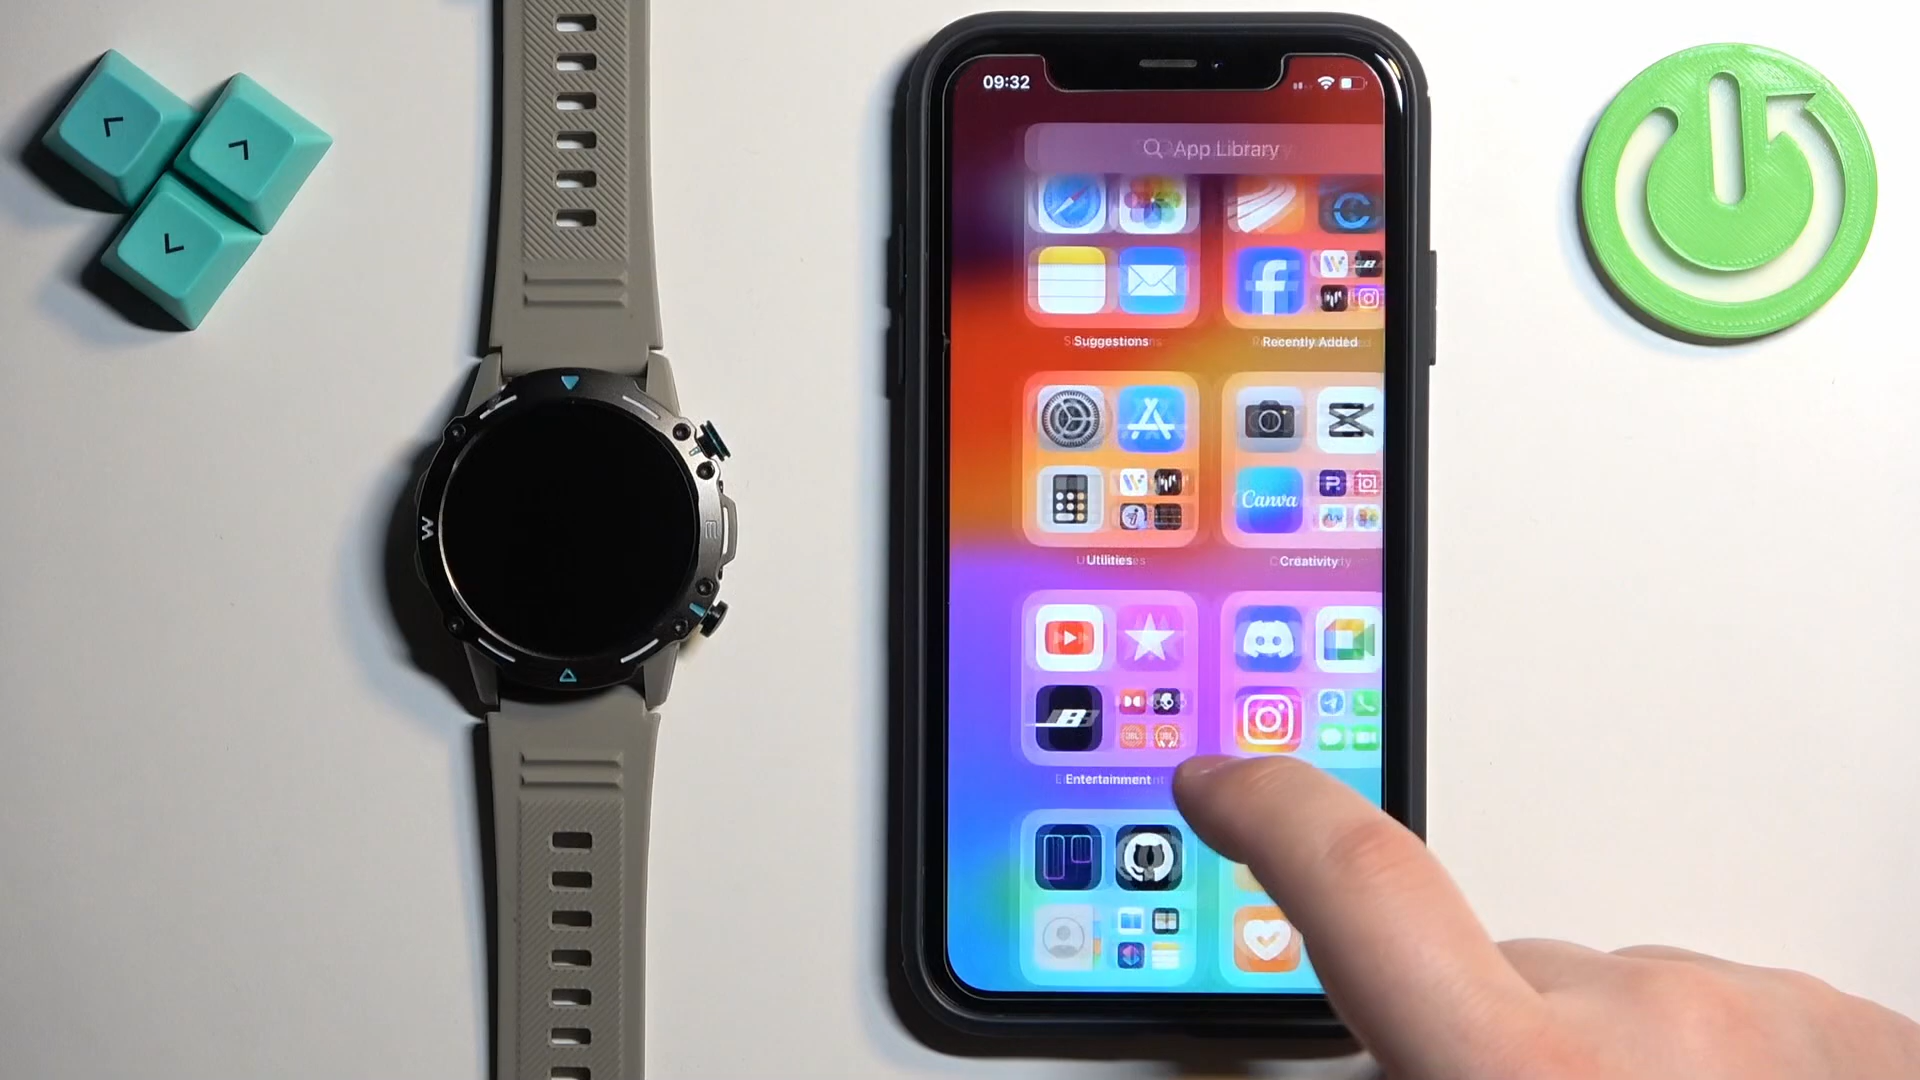 09:32
App Library
Suggestions
Recently Added
Utilities
Creativity
Canva
Entertainment
W